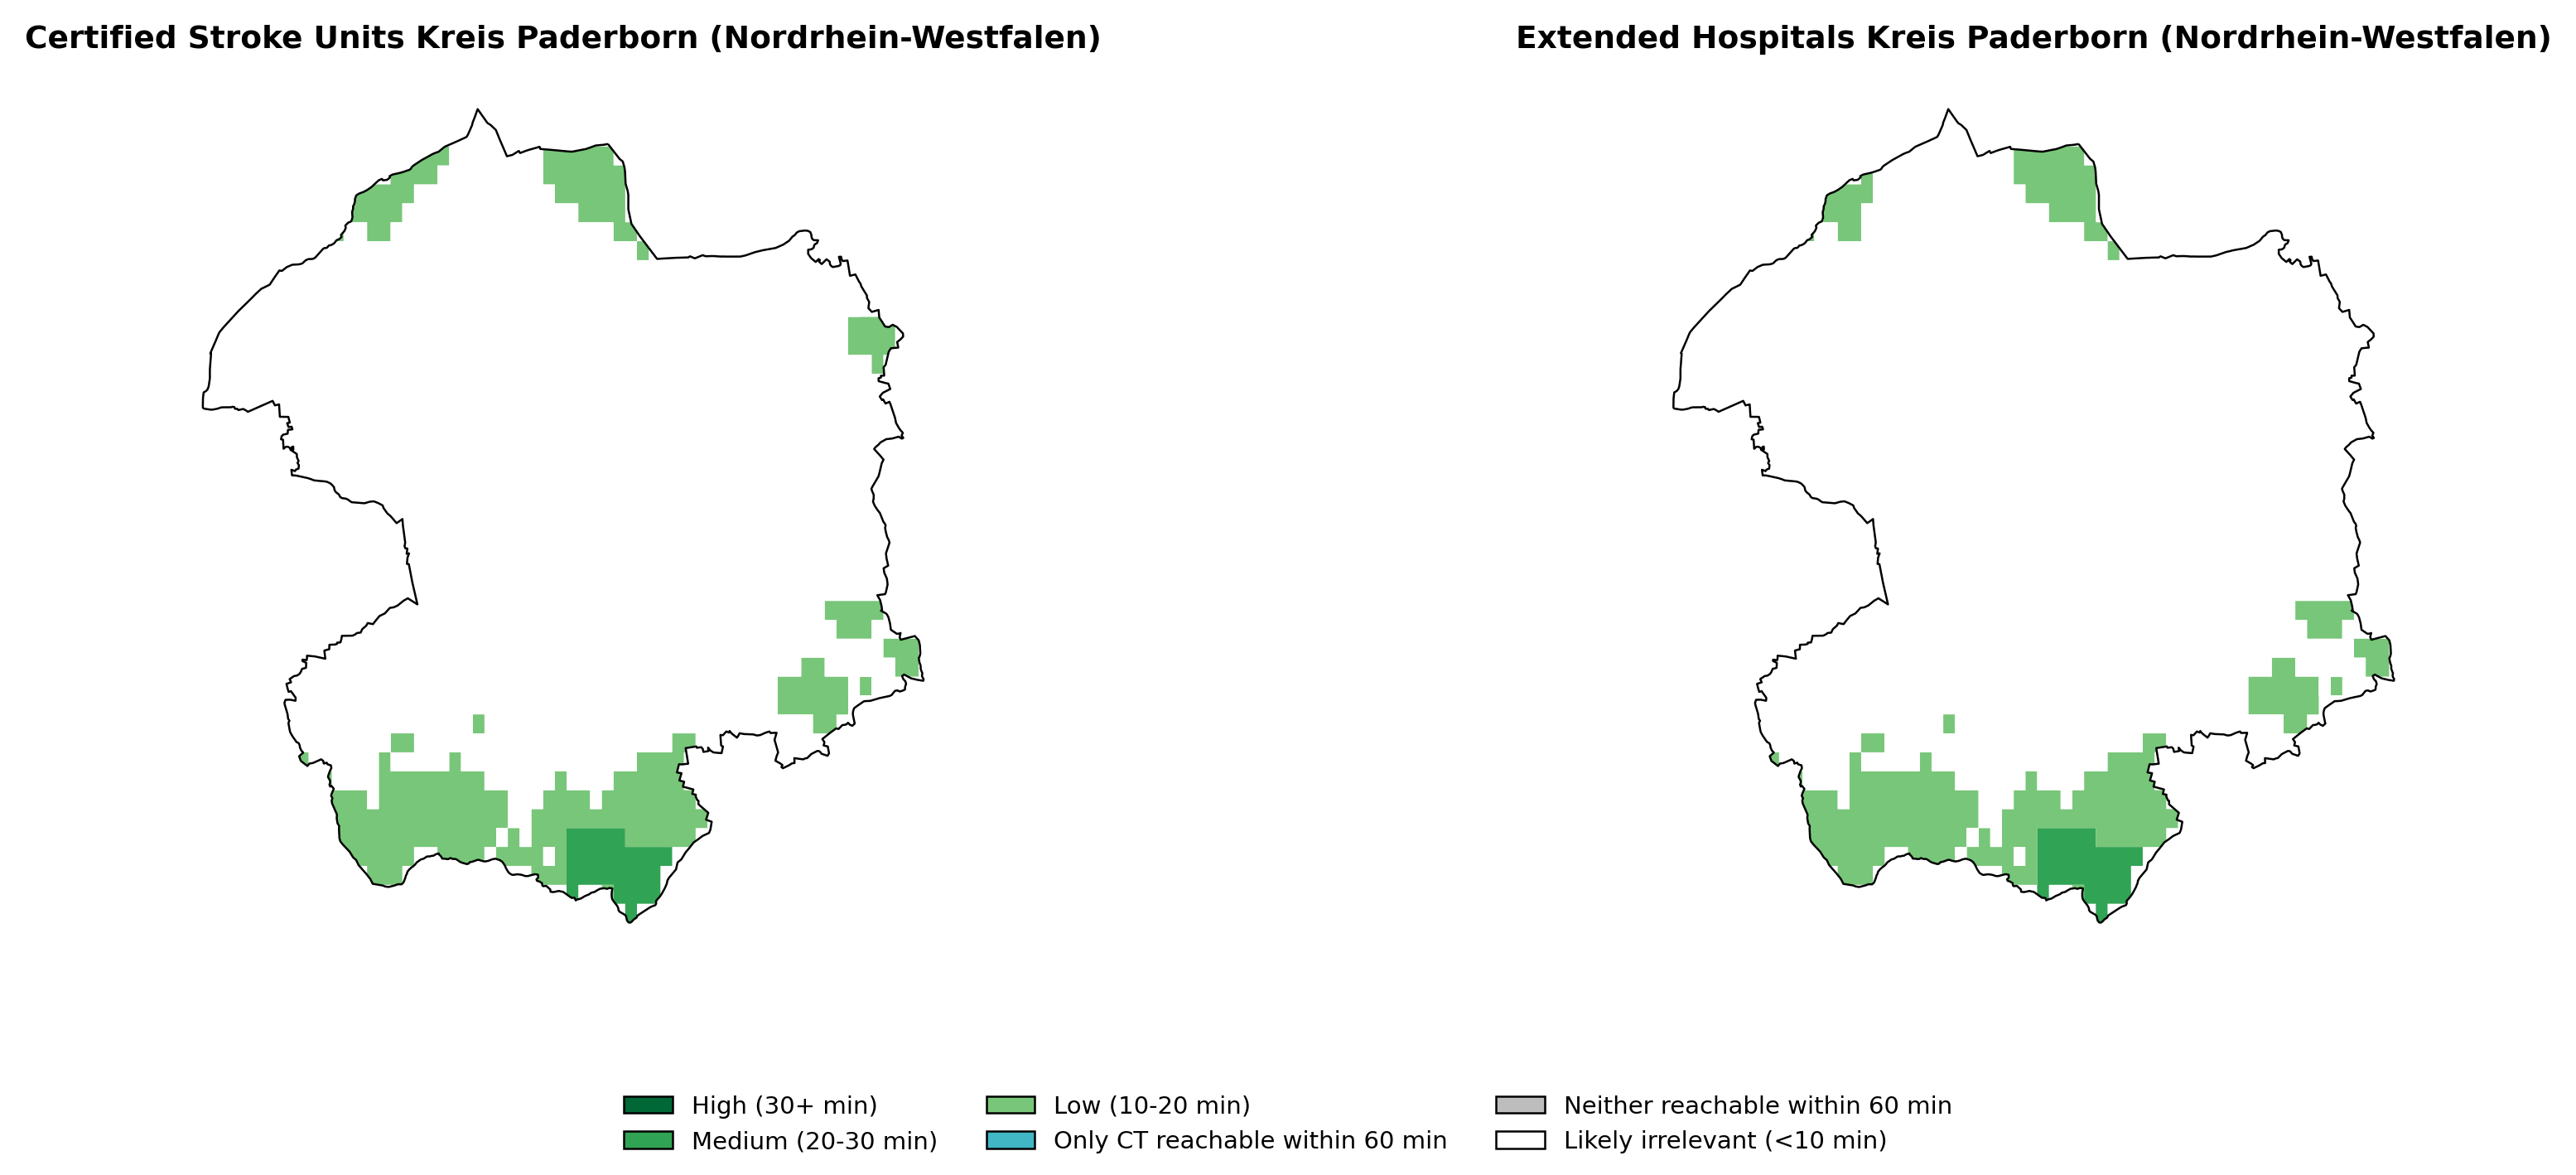 Certified Stroke Units Kreis Paderborn (Nordrhein-Westfalen)
Extended Hospitals Kreis Paderborn (Nordrhein-Westfalen)
High (30+ min)
Medium (20-30 min)
Low (10-20 min)
Only CT reachable within 60 min
Neither reachable within 60 min
Likely irrelevant (<10 min)